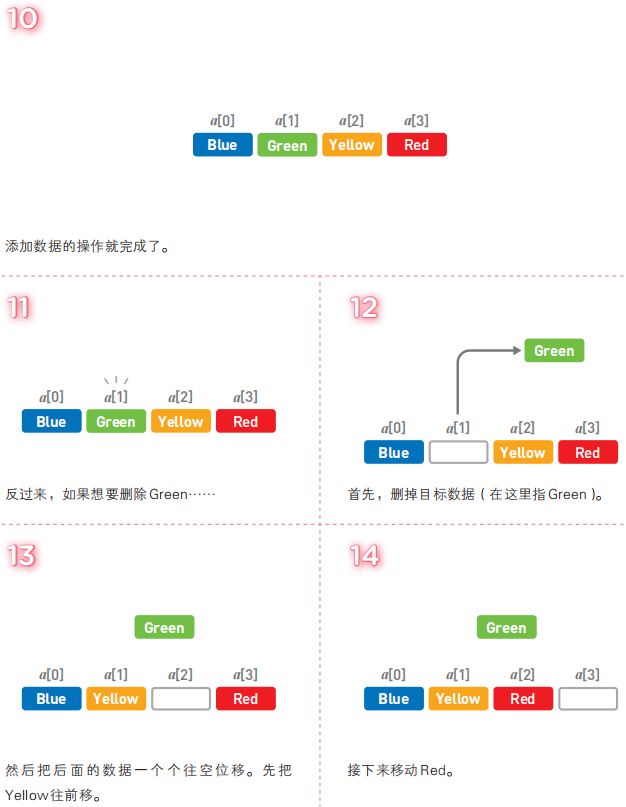 10
a[0] a[1] a[2] a[3]
Blue Green Yellow Red
添加数据的操作就完成了。
11
a[0] a[1] a[2] a[3]
Blue Green Yellow Red
反过来，如果想要删除Green……
12
Green
a[0] a[1] a[2] a[3]
Blue Yellow Red
首先，删掉目标数据（在这里指Green）。
13
Green
a[0] a[1] a[2] a[3]
Blue Yellow Red
然后把后面的数据一个个往空位移。先把
Yellow往前移。
14
Green
a[0] a[1] a[2] a[3]
Blue Yellow Red
接下来移动Red。